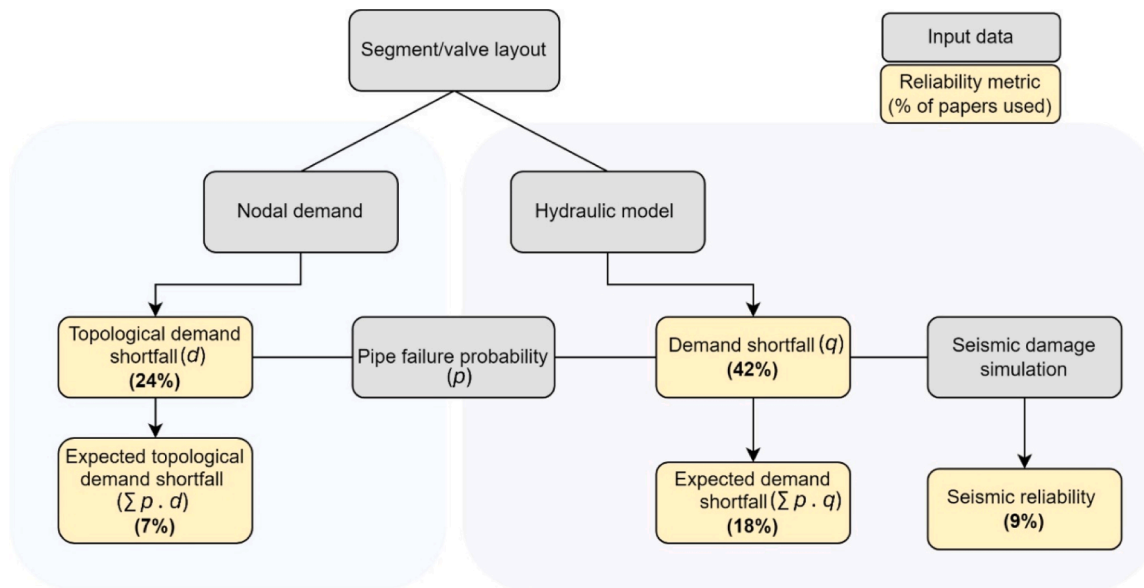 Segment/valve layout
Input data
Reliability metric
(% of papers used)
Nodal demand
Hydraulic model
Topological demand
shortfall (d)
(24%)
Pipe failure probability
(p)
Demand shortfall (q)
(42%)
Seismic damage
simulation
Expected topological
demand shortfall
(∑ p . d)
(7%)
Expected demand
shortfall (∑ p . q)
(18%)
Seismic reliability
(9%)